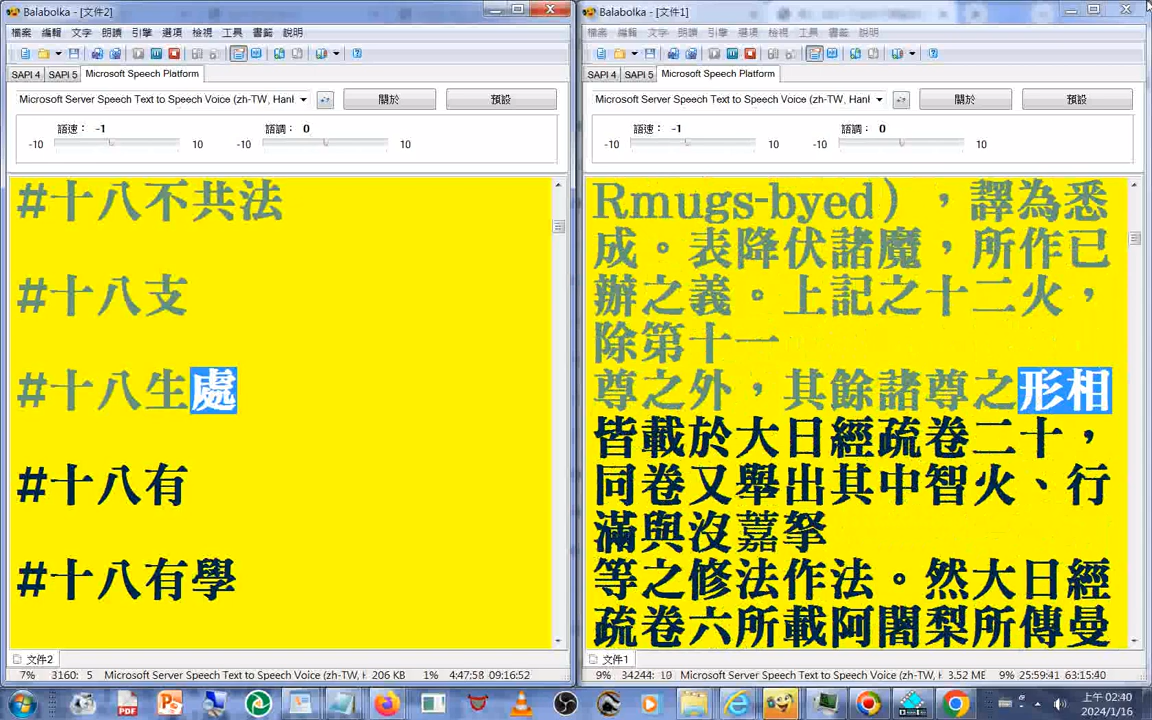 Balabolka - [文件2]
檔案 編輯 文字 朗讀 引擎 選項 檢視 工具 書籤 說明
SAPI 4 SAPI 5 Microsoft Speech Platform
Microsoft Server Speech Text to Speech Voice (zh-TW, Hanl
關於
預設
語速： -1
語調： 0
-10 10 -10 10
#十八不共法
#十八支
#十八生處
#十八有
#十八有學
文件2
7% 3160: 5 Microsoft Server Speech Text to Speech Voice (zh-TW, 206 KB 1% 4:47:58 09:16:52
Balabolka - [文件1]
檔案 編輯 文字 朗讀 引擎 選項 檢視 工具 書籤 說明
SAPI 4 SAPI 5 Microsoft Speech Platform
Microsoft Server Speech Text to Speech Voice (zh-TW, Hanl
關於
預設
語速： -1
語調： 0
-10 10 -10 10
Rmugs-byed），譯為悉
成。表降伏諸魔，所作已
辦之義。上記之十二火，
除第十一
尊之外，其餘諸尊之形相
皆載於大日經疏卷二十，
同卷又舉出其中智火、行
滿與沒囂拏
等之修法作法。然大日經
疏卷六所載阿闍梨所傳曼
文件1
9% 34244: 10 Microsoft Server Speech Text to Speech Voice (zh-TW, 3.52 ME 9% 25:59:41 63:15:40
上午 02:40
2024/1/16